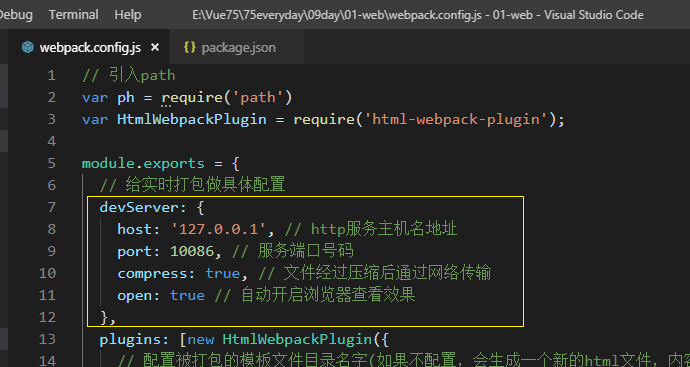 Debug Terminal Help E:\Vue75\75everyday\09day\01-web\webpack.config.js - 01-web - Visual Studio Code
webpack.config.js × {} package.json
1 // 引入path
2 var ph = require('path')
3 var HtmlWebpackPlugin = require('html-webpack-plugin');
4
5 module.exports = {
6 // 给实时打包做具体配置
7 devServer: {
8 host: '127.0.0.1', // http服务主机名地址
9 port: 10086, // 服务端口号码
10 compress: true, // 文件经过压缩后通过网络传输
11 open: true // 自动开启浏览器查看效果
12 },
13 plugins: [new HtmlWebpackPlugin({
14 // 配置被打包的模板文件目录名字(如果不配置，会生成一个新的html文件，内容